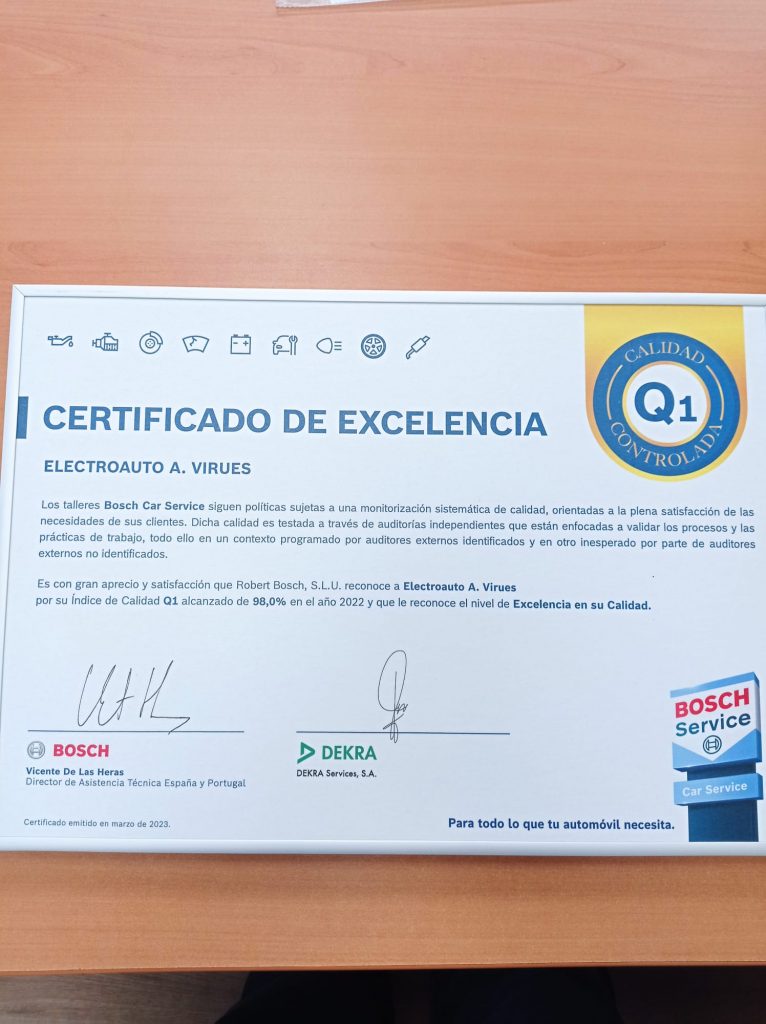 CERTIFICADO DE EXCELENCIA
CALIDAD
Q1
CONTROLADA
ELECTROAUTO A. VIRUES
Los talleres Bosch Car Service siguen políticas sujetas a una monitorización sistemática de calidad, orientadas a la plena satisfacción de las
necesidades de sus clientes. Dicha calidad es testada a través de auditorías independientes que están enfocadas a validar los procesos y las
prácticas de trabajo, todo ello en un contexto programado por auditores externos identificados y en otro inesperado por parte de auditores
externos no identificados.
Es con gran aprecio y satisfacción que Robert Bosch, S.L.U. reconoce a Electroauto A. Virues
por su Índice de Calidad Q1 alcanzado de 98,0% en el año 2022 y que le reconoce el nivel de Excelencia en su Calidad.
BOSCH
Vicente De Las Heras
Director de Asistencia Técnica España y Portugal
DEKRA
DEKRA Services, S.A.
BOSCH
Service
Car Service
Certificado emitido en marzo de 2023.
Para todo lo que tu automóvil necesita.